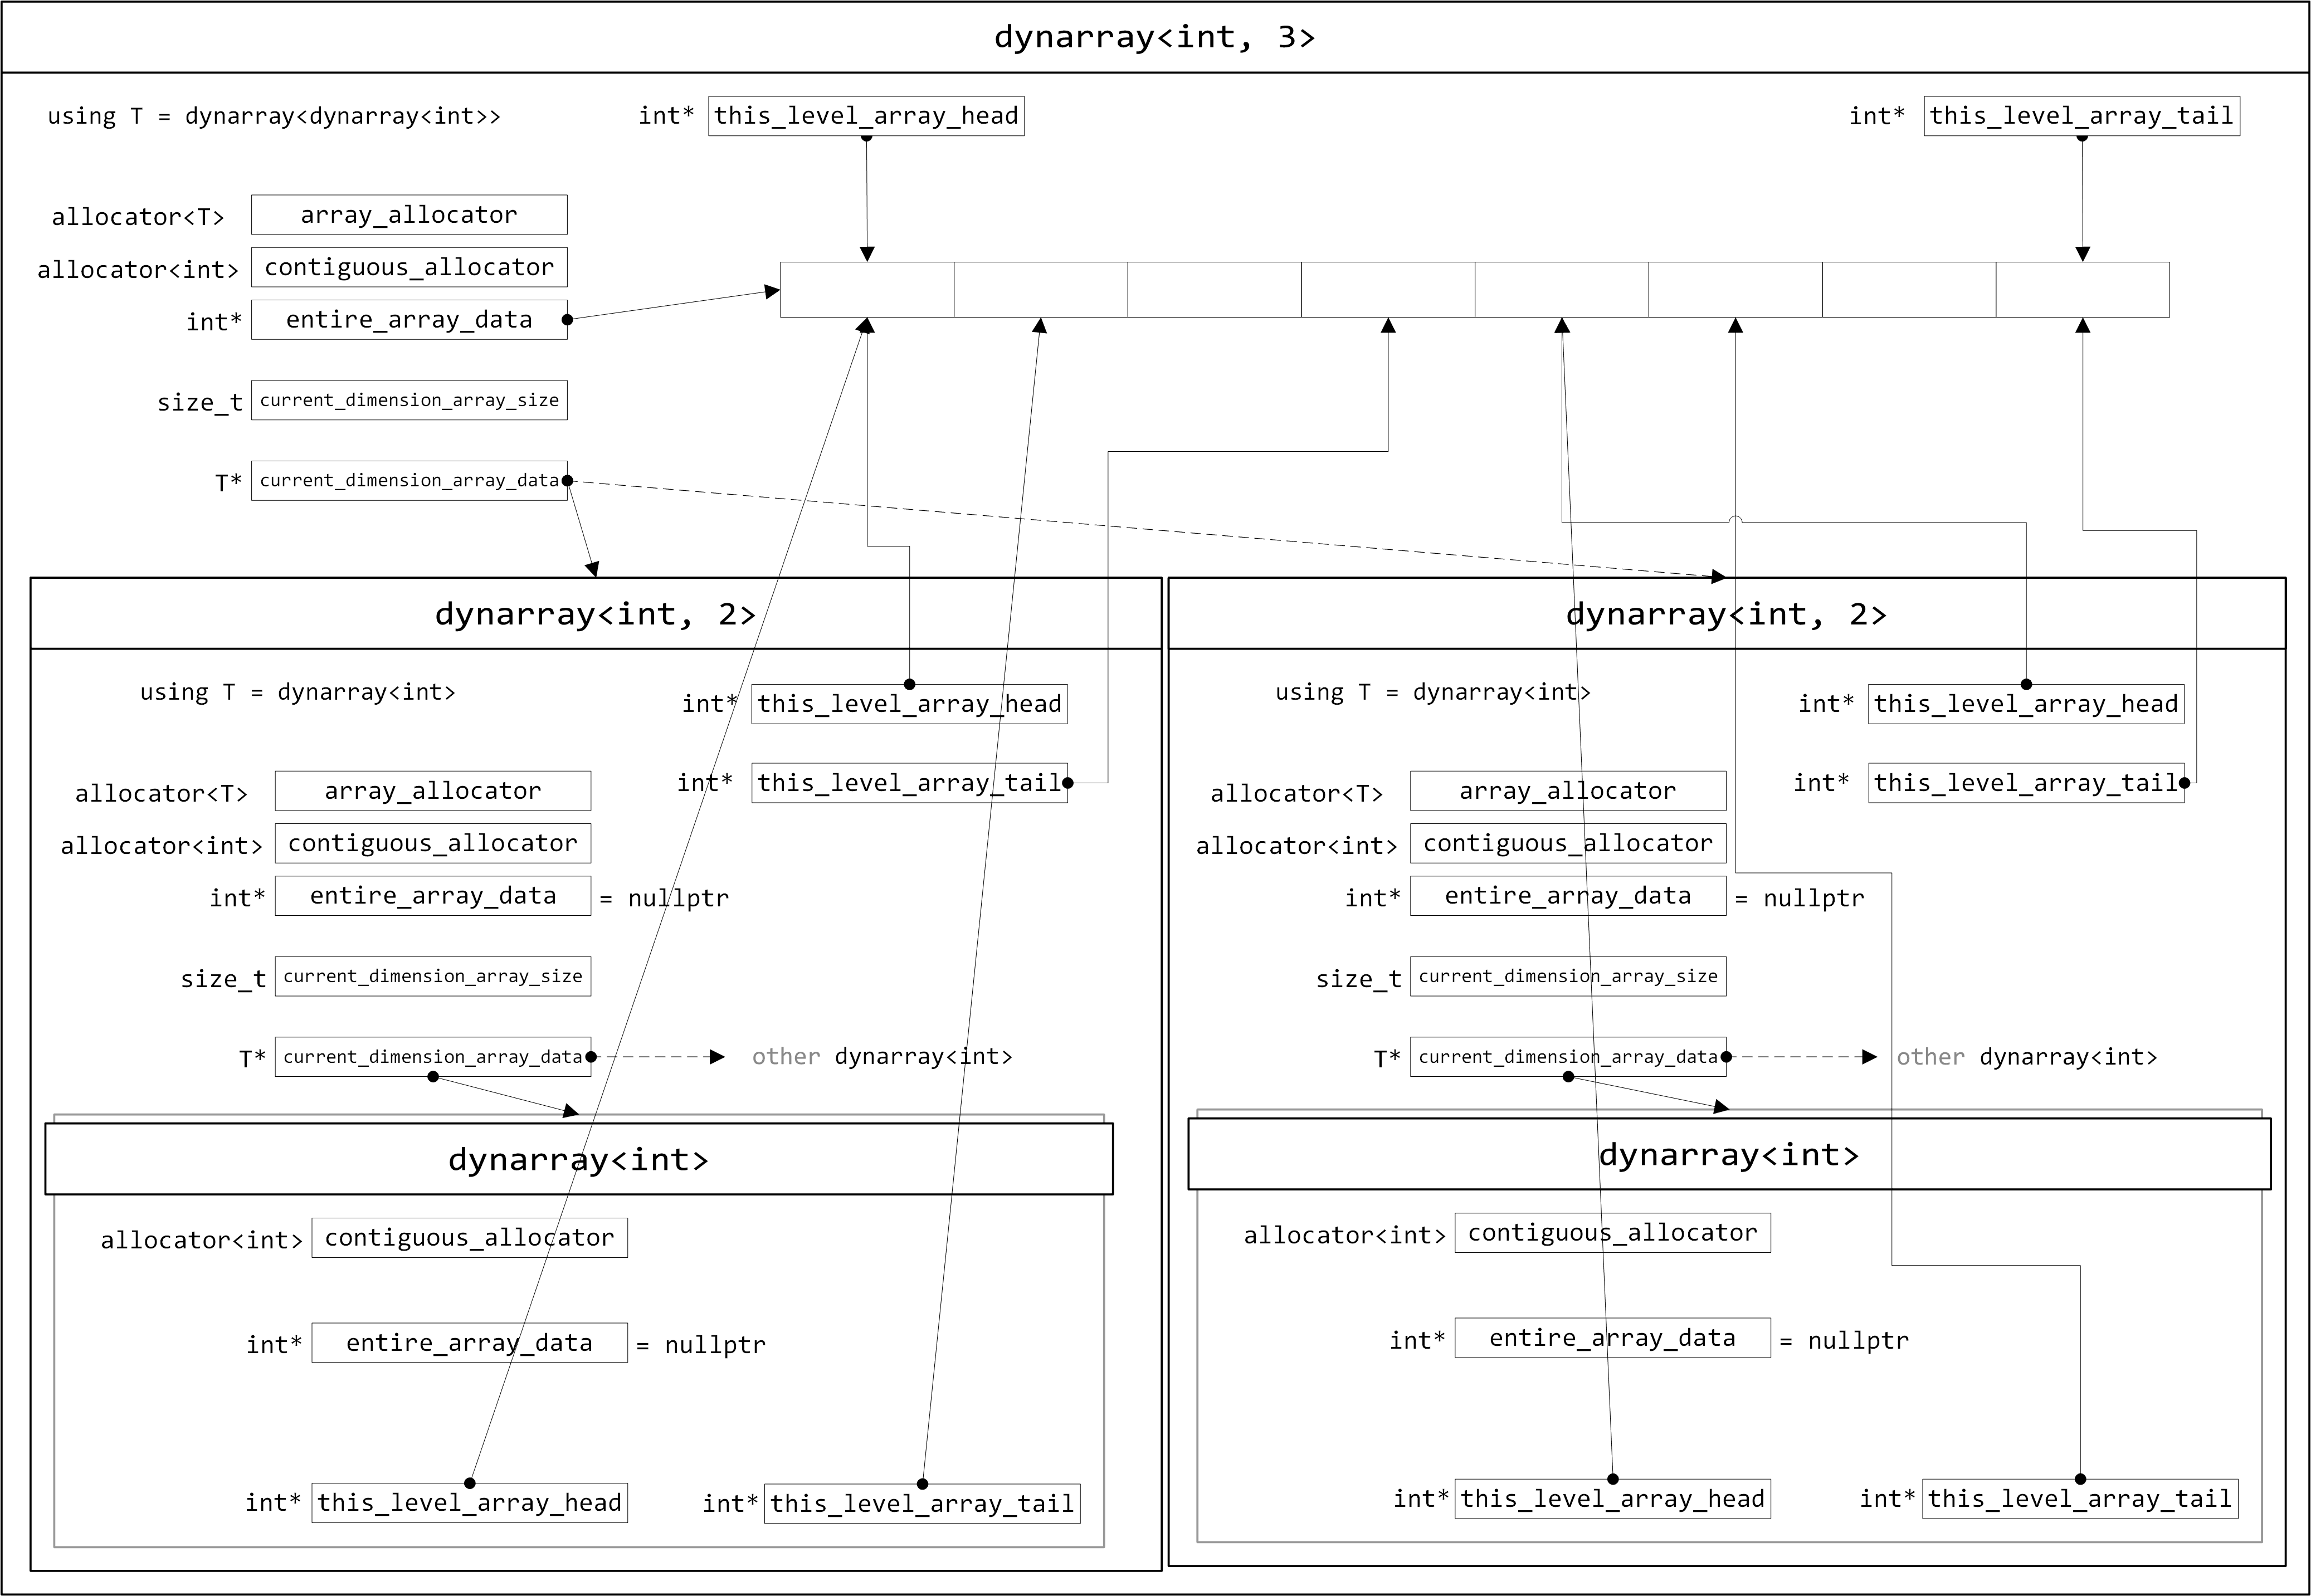 dynarray<int, 3>
using T = dynarray<dynarray<int>>
int* this_level_array_head
int* this_level_array_tail
allocator<T> array_allocator
allocator<int> contiguous_allocator
int* entire_array_data
size_t current_dimension_array_size
T* current_dimension_array_data
dynarray<int, 2>
using T = dynarray<int>
int* this_level_array_head
int* this_level_array_tail
allocator<T> array_allocator
allocator<int> contiguous_allocator
int* entire_array_data = nullptr
size_t current_dimension_array_size
T* current_dimension_array_data other dynarray<int>
dynarray<int>
allocator<int> contiguous_allocator
int* entire_array_data = nullptr
int* this_level_array_head int* this_level_array_tail
dynarray<int, 2>
using T = dynarray<int>
int* this_level_array_head
int* this_level_array_tail
allocator<T> array_allocator
allocator<int> contiguous_allocator
int* entire_array_data = nullptr
size_t current_dimension_array_size
T* current_dimension_array_data other dynarray<int>
dynarray<int>
allocator<int> contiguous_allocator
int* entire_array_data = nullptr
int* this_level_array_head int* this_level_array_tail